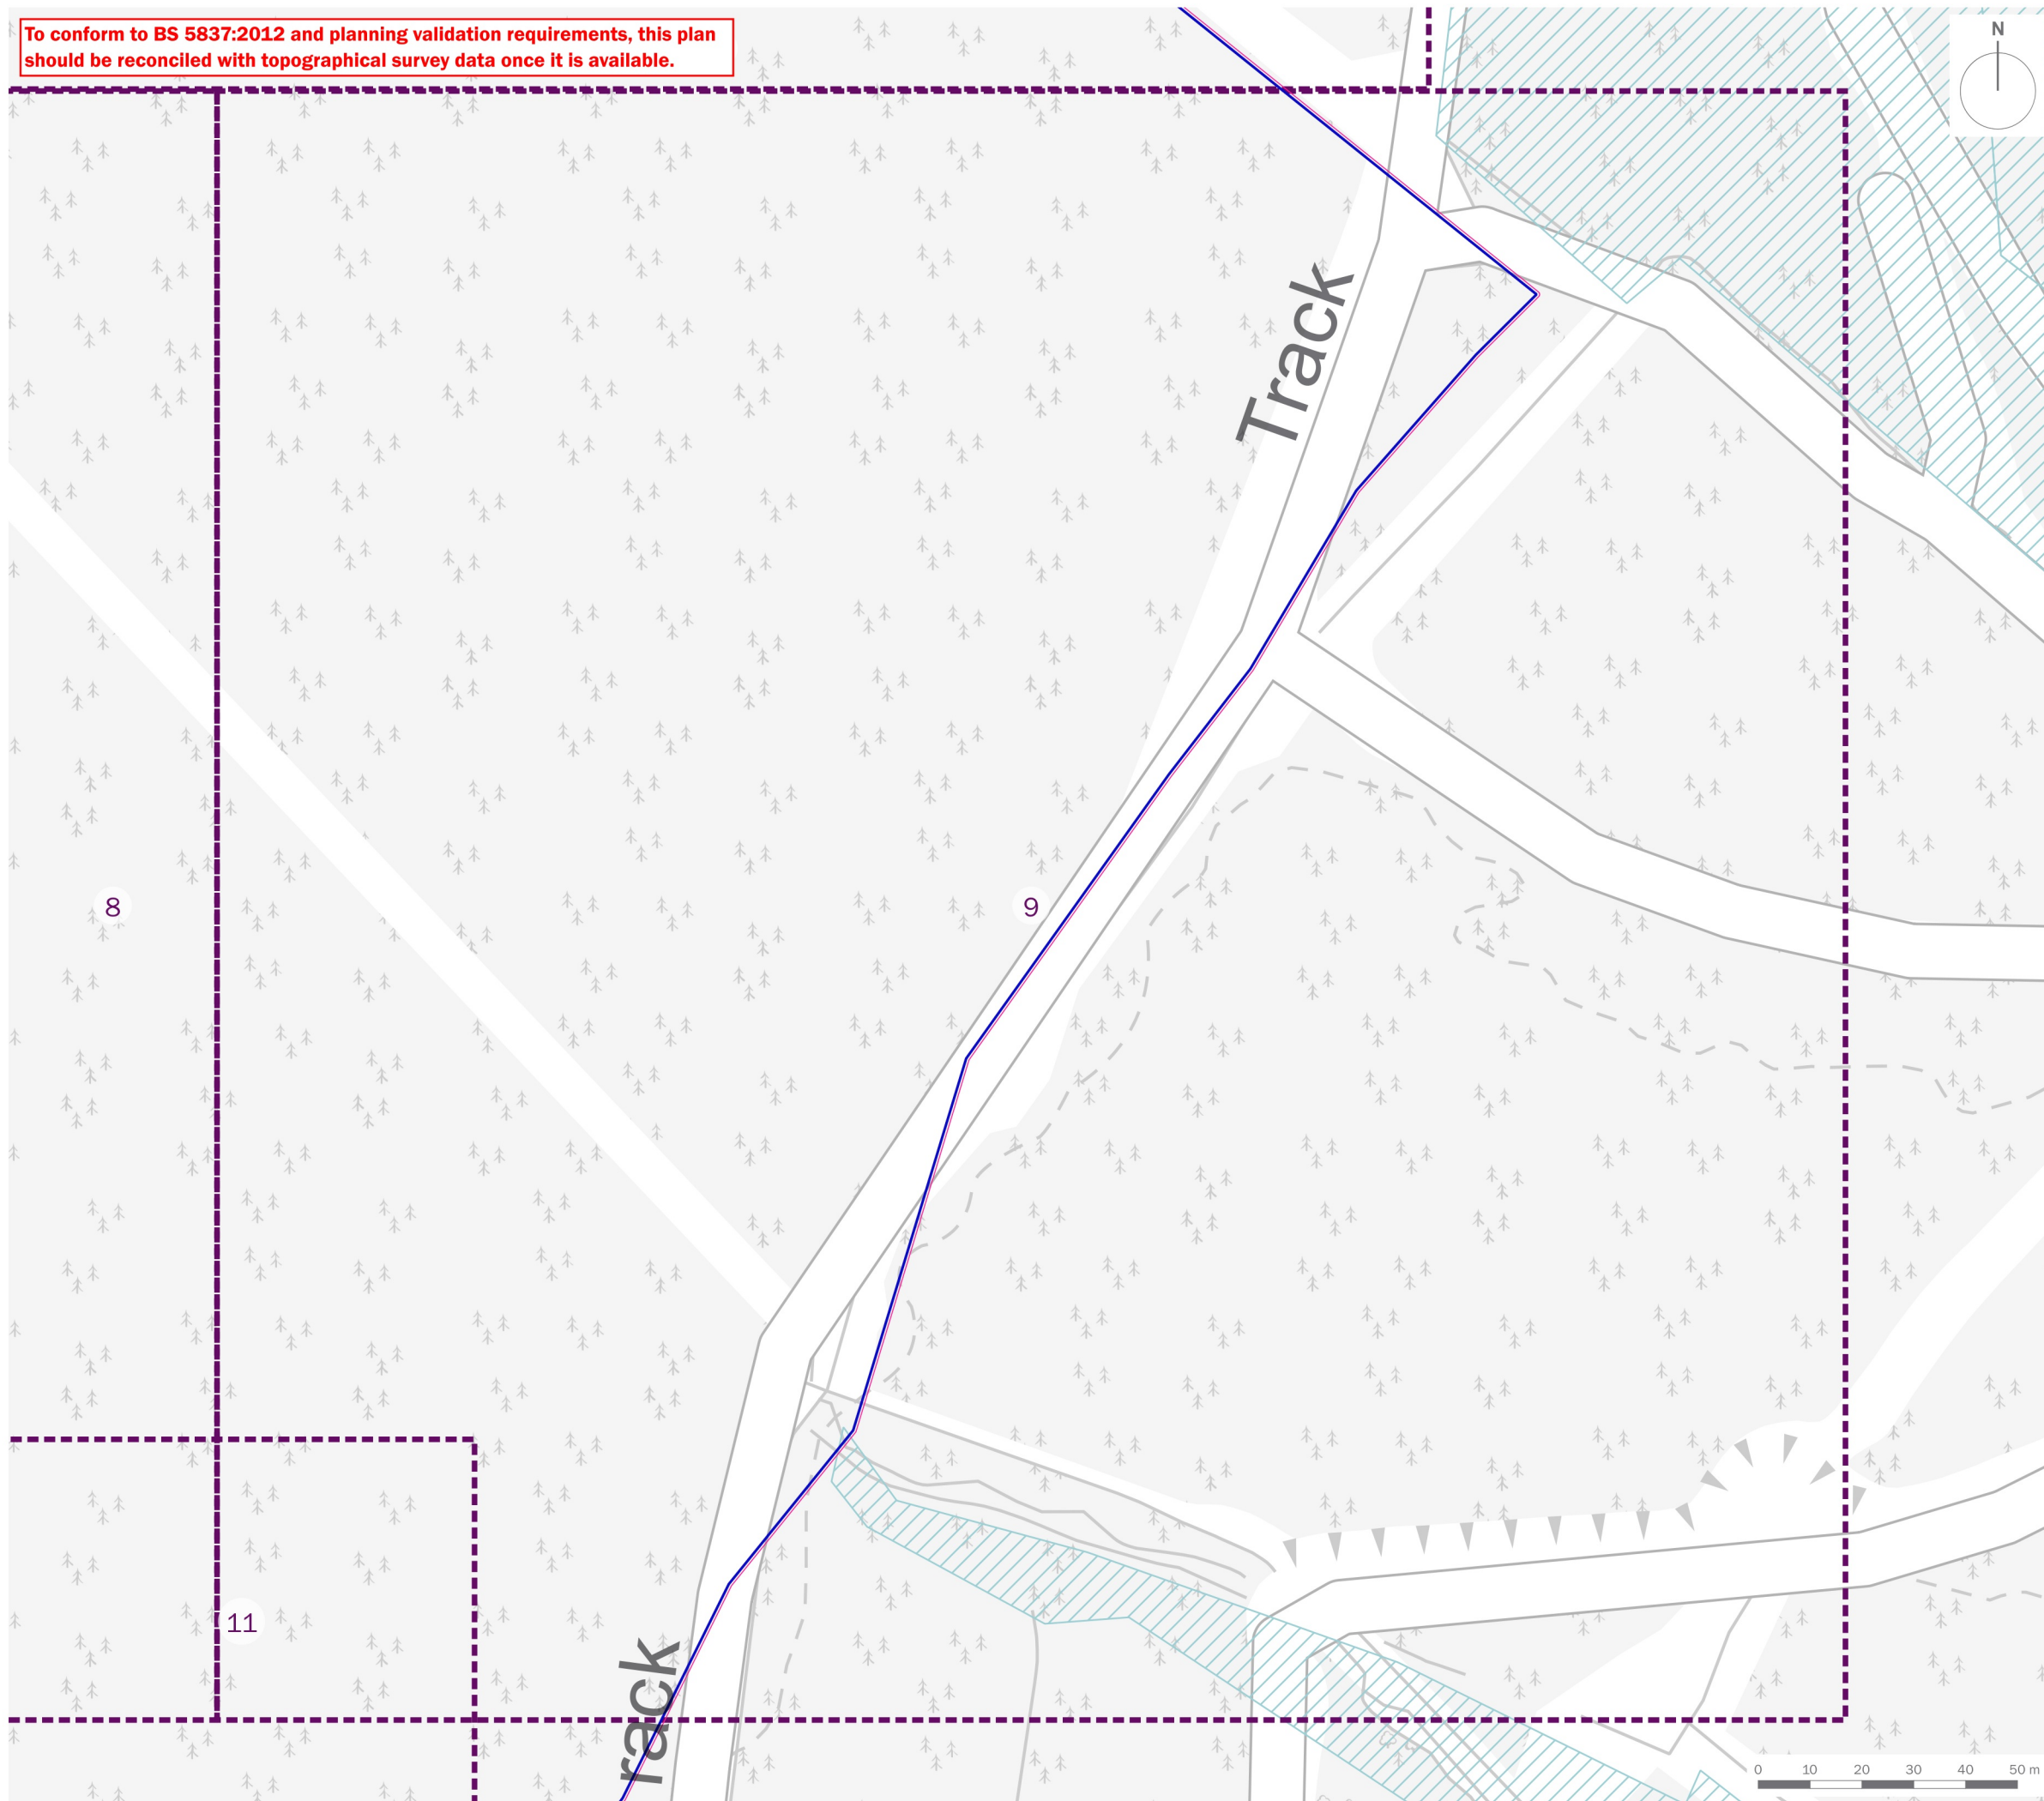 To conform to BS 5837:2012 and planning validation requirements, this plan
should be reconciled with topographical survey data once it is available.
N
Track
8
9
11
rack
0 10 20 30 40 50 m